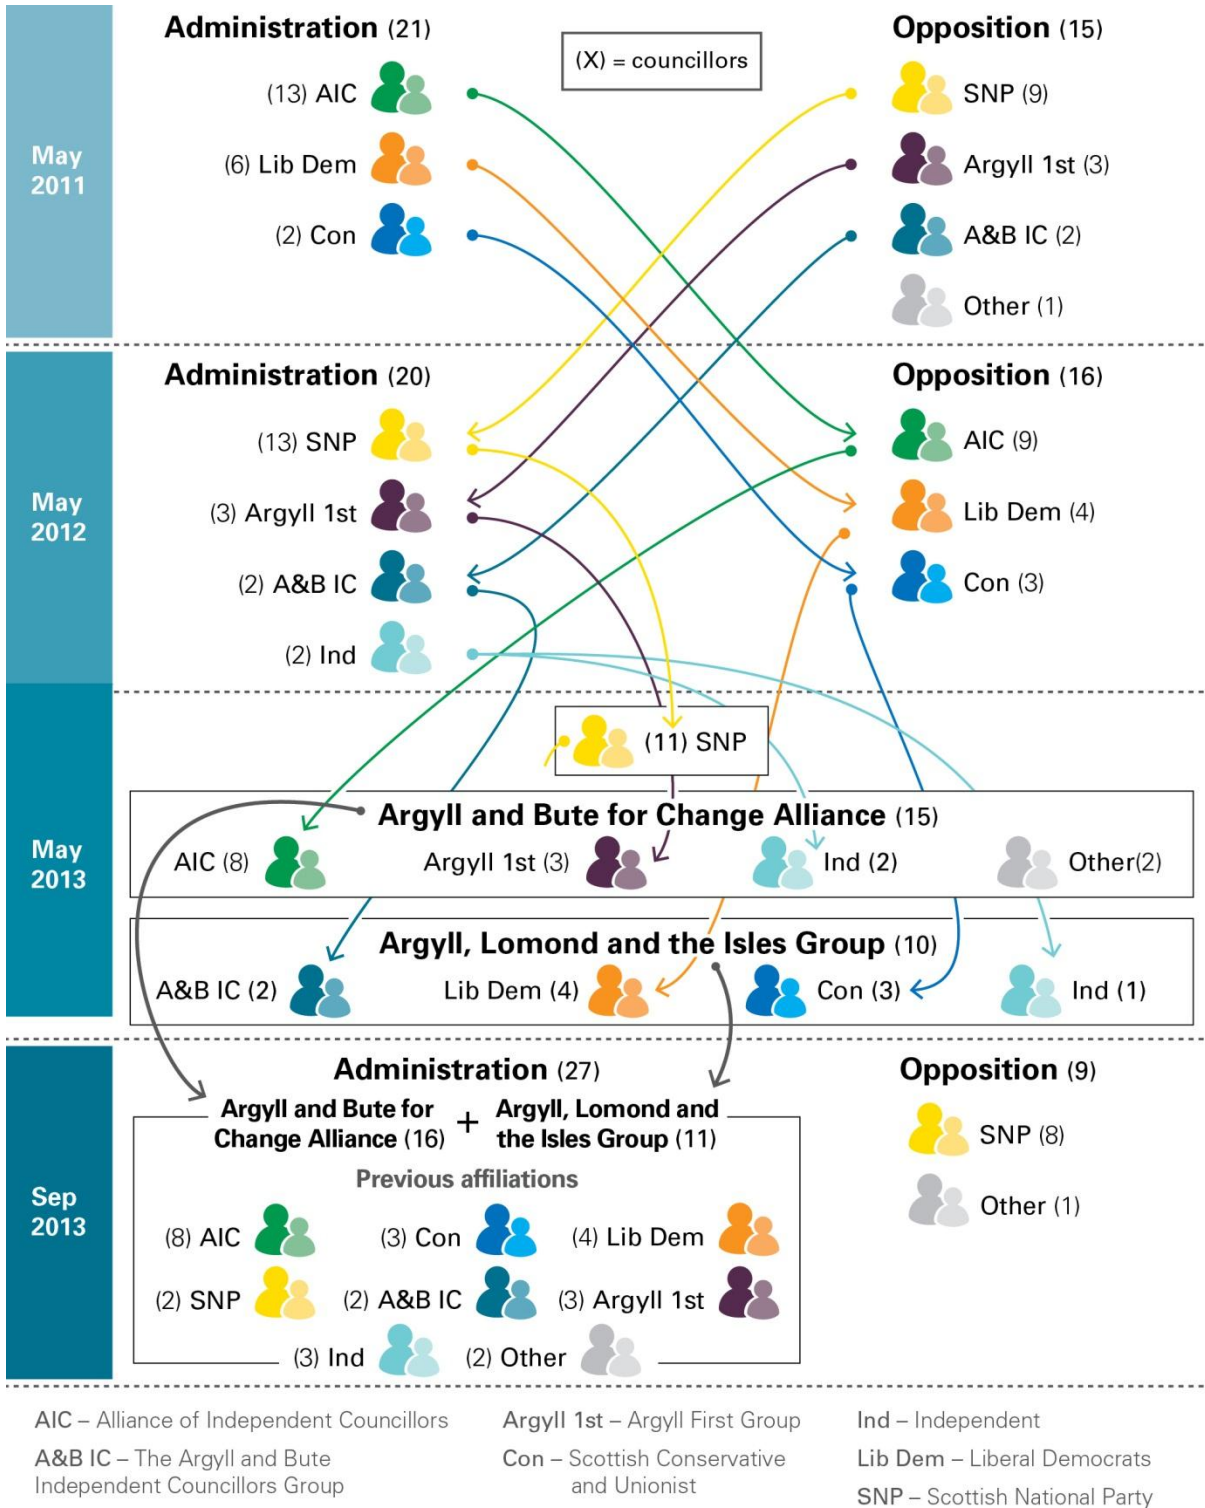 Administration (21)
Opposition (15)
(X) = councillors
May
2011
(13) AIC
(6) Lib Dem
(2) Con
SNP (9)
Argyll 1st (3)
A&B IC (2)
Other (1)
Administration (20)
Opposition (16)
May
2012
(13) SNP
(3) Argyll 1st
(2) A&B IC
(2) Ind
AIC (9)
Lib Dem (4)
Con (3)
May
2013
(11) SNP
Argyll and Bute for Change Alliance (15)
AIC (8)
Argyll 1st (3)
Ind (2)
Other(2)
Argyll, Lomond and the Isles Group (10)
A&B IC (2)
Lib Dem (4)
Con (3)
Ind (1)
Sep
2013
Administration (27)
Argyll and Bute for
Change Alliance (16)
+
Argyll, Lomond and
the Isles Group (11)
Previous affiliations
(8) AIC
(3) Con
(4) Lib Dem
(2) SNP
(2) A&B IC
(3) Argyll 1st
(3) Ind
(2) Other
Opposition (9)
SNP (8)
Other (1)
AIC – Alliance of Independent Councillors
A&B IC – The Argyll and Bute
Independent Councillors Group
Argyll 1st – Argyll First Group
Con – Scottish Conservative
and Unionist
Ind – Independent
Lib Dem – Liberal Democrats
SNP – Scottish National Party